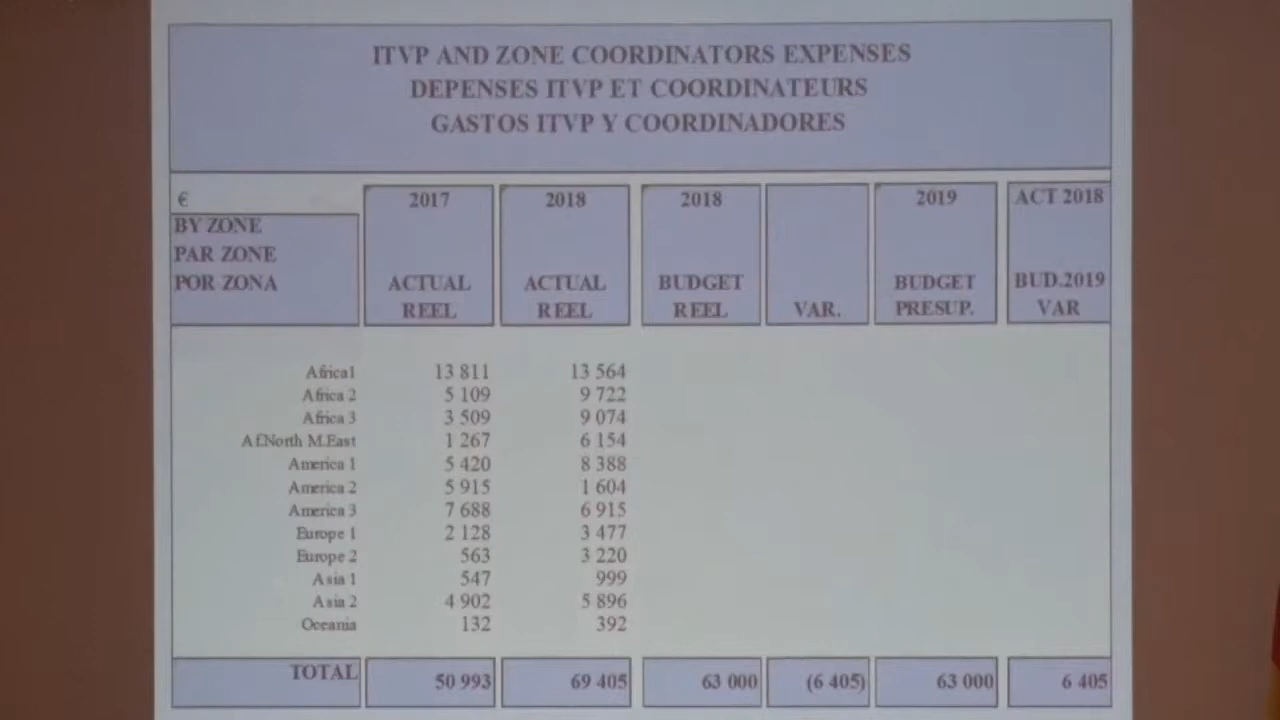 ITVP AND ZONE COORDINATORS EXPENSES
DEPENSES ITVP ET COORDINATEURS
GASTOS ITVP Y COORDINADORES
€ 2017 2018 2018 2019 ACT 2018
BY ZONE
PAR ZONE
POR ZONA ACTUAL ACTUAL BUDGET BUDGET BUD.2019
REEL REEL REEL VAR. PRESUP. VAR
Africa1 13 811 13 564
Africa 2 5 109 9 722
Africa 3 3 509 9 074
Af.North M.East 1 267 6 154
America 1 5 420 8 388
America 2 5 915 1 604
America 3 7 688 6 915
Europe 1 2 128 3 477
Europe 2 563 3 220
Asia 1 547 999
Asia 2 4 902 5 896
Oceania 132 392
TOTAL 50 993 69 405 63 000 (6 405) 63 000 6 405